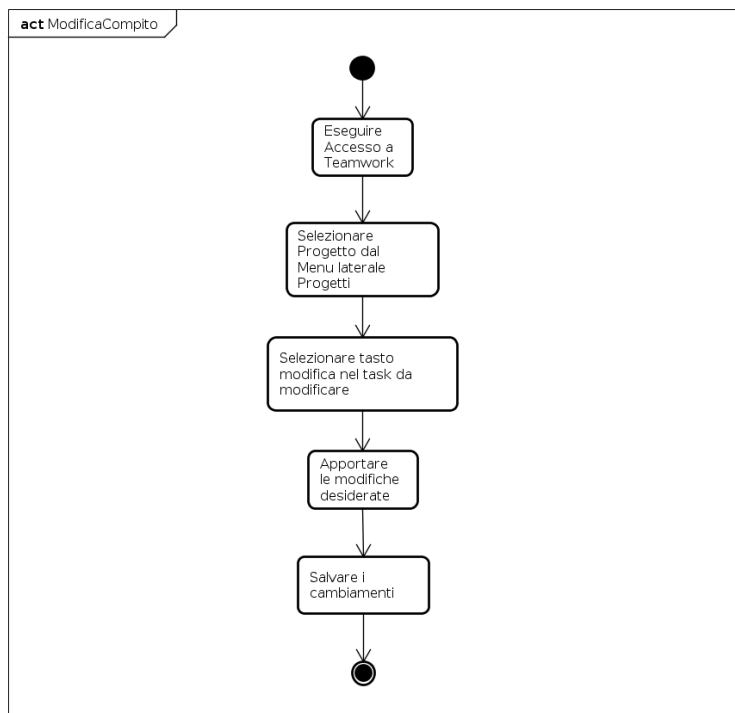 act ModificaCompito
Eseguire
Accesso a
Teamwork
Selezionare
Progetto dal
Menu laterale
Progetti
Selezionare tasto
modifica nel task da
modificare
Apportare
le modifiche
desiderate
Salvare i
cambiamenti